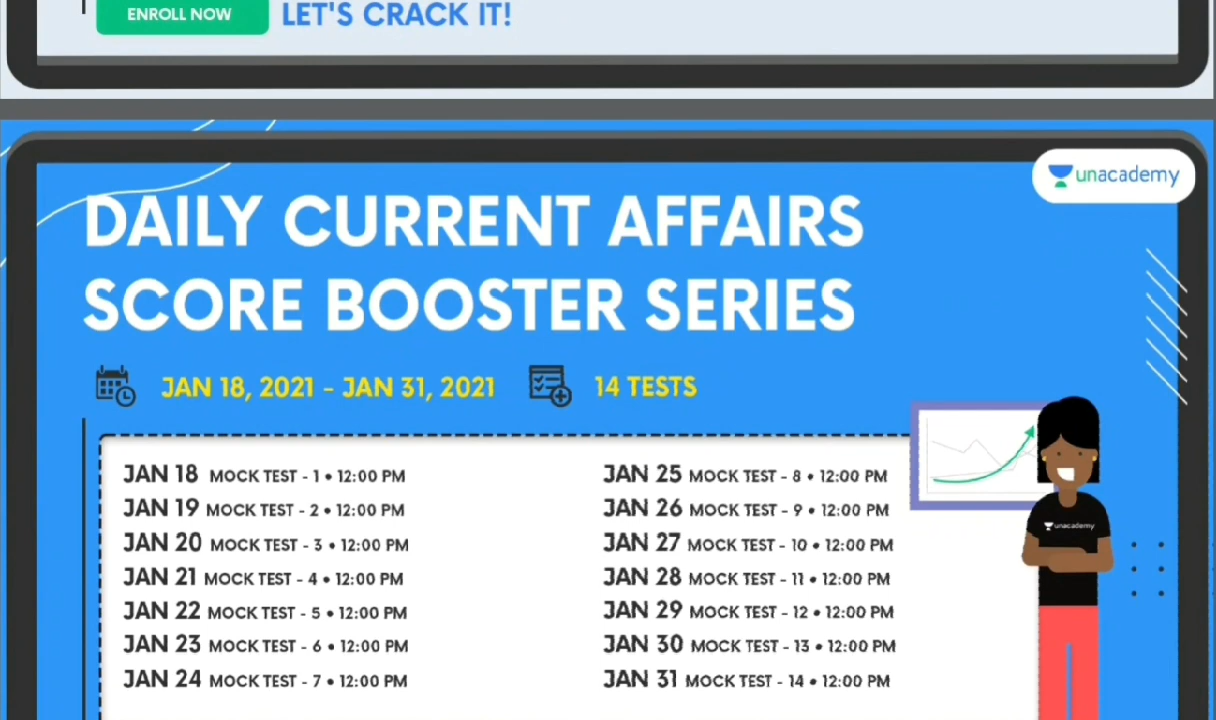 ENROLL NOW
LET'S CRACK IT!
unacademy
DAILY CURRENT AFFAIRS
SCORE BOOSTER SERIES
JAN 18, 2021 - JAN 31, 2021
14 TESTS
JAN 18 MOCK TEST - 1 • 12:00 PM
JAN 19 MOCK TEST - 2 • 12:00 PM
JAN 20 MOCK TEST - 3 • 12:00 PM
JAN 21 MOCK TEST - 4 • 12:00 PM
JAN 22 MOCK TEST - 5 • 12:00 PM
JAN 23 MOCK TEST - 6 • 12:00 PM
JAN 24 MOCK TEST - 7 • 12:00 PM
JAN 25 MOCK TEST - 8 • 12:00 PM
JAN 26 MOCK TEST - 9 • 12:00 PM
JAN 27 MOCK TEST - 10 • 12:00 PM
JAN 28 MOCK TEST - 11 • 12:00 PM
JAN 29 MOCK TEST - 12 • 12:00 PM
JAN 30 MOCK TEST - 13 • 12:00 PM
JAN 31 MOCK TEST - 14 • 12:00 PM
unacademy